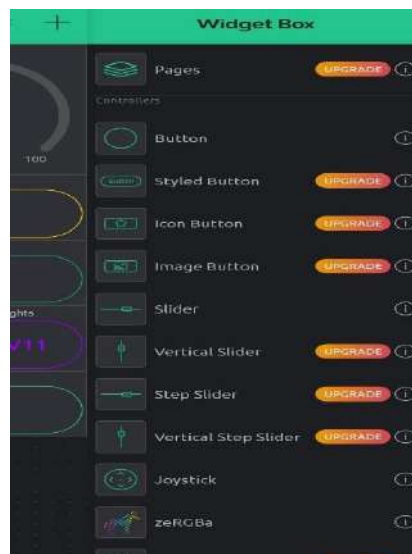 Widget Box
Pages UPGRADE
Controllers
Button
100
Styled Button UPGRADE
Icon Button UPGRADE
Image Button UPGRADE
Slider
ghts
V11
Vertical Slider UPGRADE
Step Slider UPGRADE
Vertical Step Slider UPGRADE
Joystick
zeRGBa